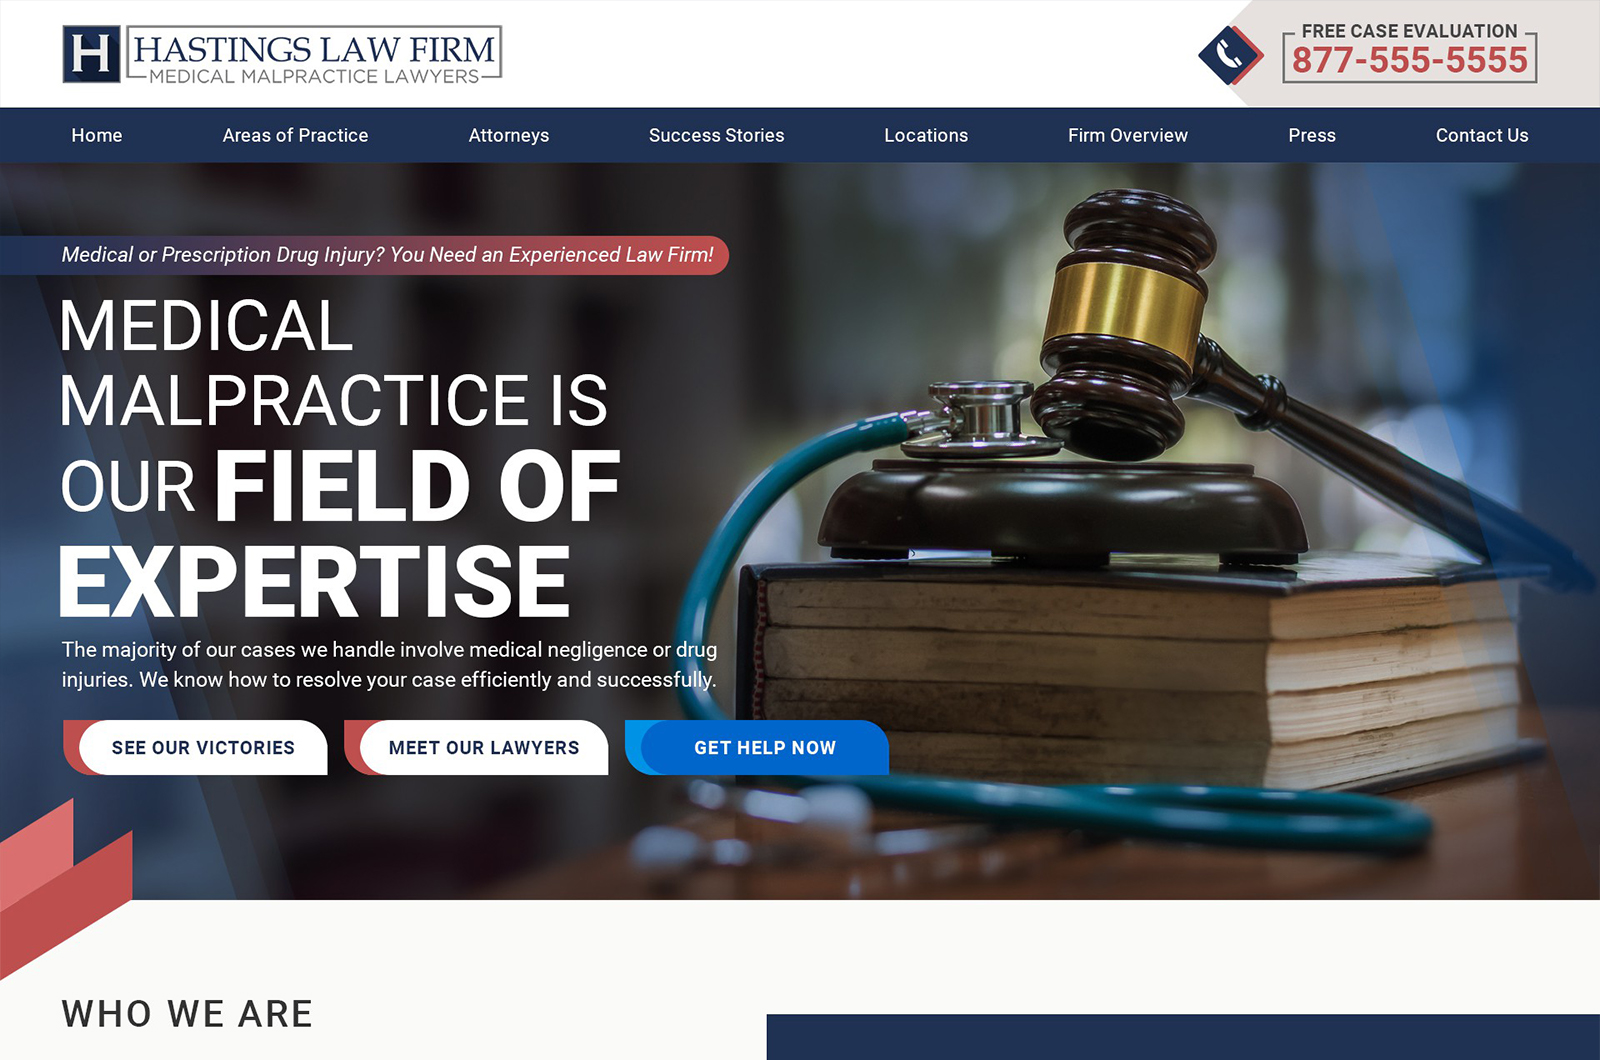 H
HASTINGS LAW FIRM
MEDICAL MALPRACTICE LAWYERS
FREE CASE EVALUATION
877-555-5555
Home Areas of Practice Attorneys Success Stories Locations Firm Overview Press Contact Us
Medical or Prescription Drug Injury? You Need an Experienced Law Firm!
MEDICAL
MALPRACTICE IS
OUR FIELD OF
EXPERTISE
The majority of our cases we handle involve medical negligence or drug
injuries. We know how to resolve your case efficiently and successfully.
SEE OUR VICTORIES MEET OUR LAWYERS GET HELP NOW
WHO WE ARE